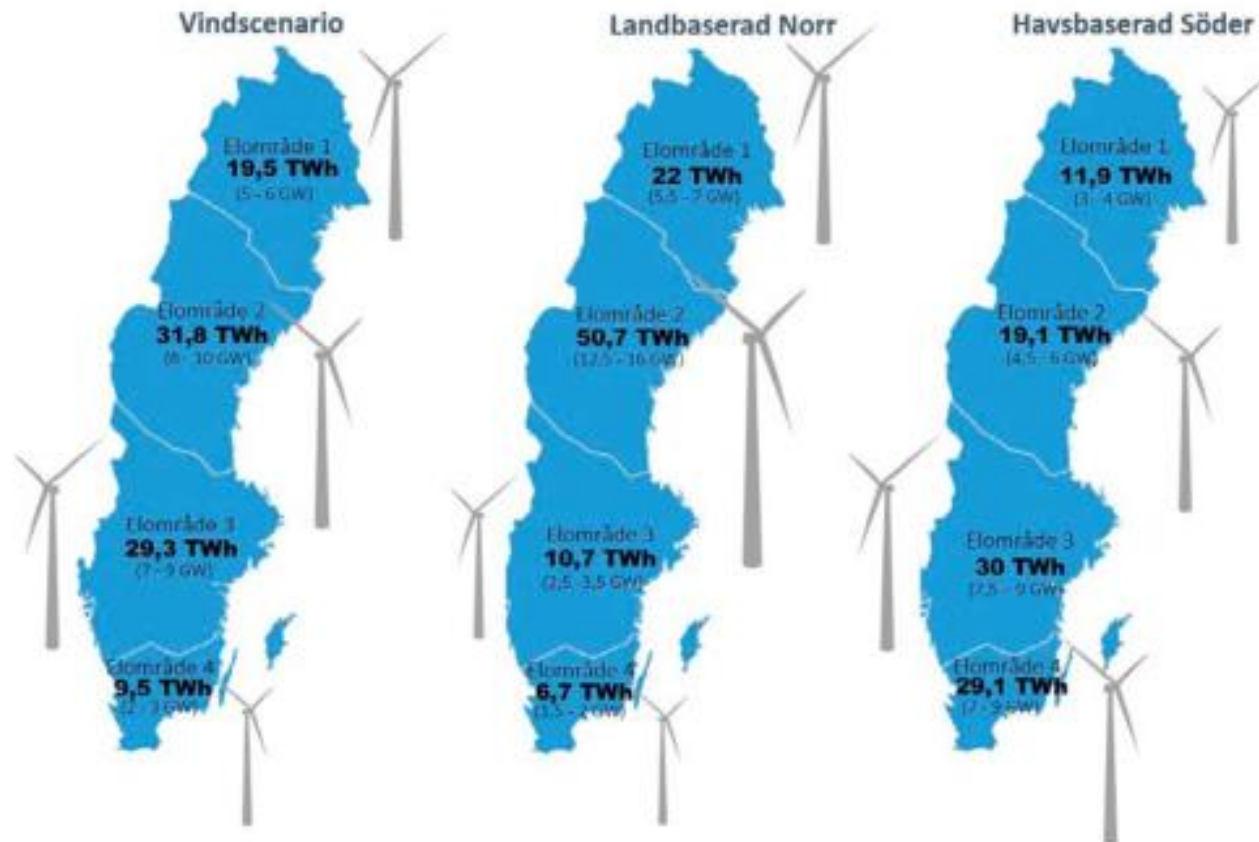 Vindscenario
Elområde 1
19,5 TWh
(5 - 6 GW)
Elområde 2
31,8 TWh
(8 - 10 GW)
Elområde 3
29,3 TWh
(7 - 9 GW)
Elområde 4
9,5 TWh
(2 - 3 GW)
Landbaserad Norr
Elområde 1
22 TWh
(5,5 - 7 GW)
Elområde 2
50,7 TWh
(12,5 - 16 GW)
Elområde 3
10,7 TWh
(2,5 -3,5 GW)
Elområde 4
6,7 TWh
(1,5 - 2 GW)
Havsbaserad Söder
Elområde 1
11,9 TWh
(3 - 4 GW)
Elområde 2
19,1 TWh
(4,5 - 6 GW)
Elområde 3
30 TWh
(7,5 - 9 GW)
Elområde 4
29,1 TWh
(7 - 9 GW)